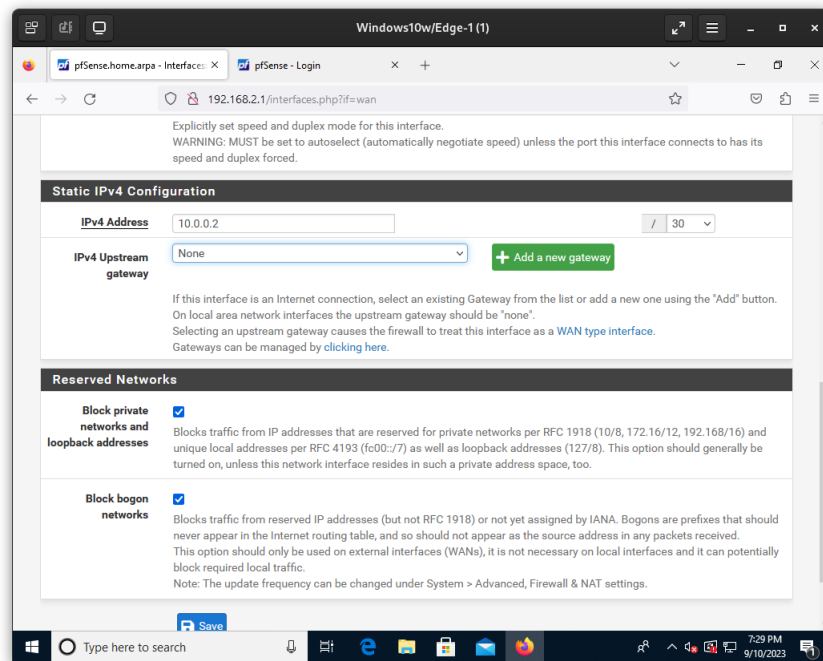 Windows10w/Edge-1 (1)
pfSense.home.arpa - Interfaces:
pfSense - Login
192.168.2.1/interfaces.php?if=wan
Explicitly set speed and duplex mode for this interface.
WARNING: MUST be set to autoselect (automatically negotiate speed) unless the port this interface connects to has its
speed and duplex forced.
Static IPv4 Configuration
IPv4 Address
10.0.0.2
/ 30
IPv4 Upstream
gateway
None
Add a new gateway
If this interface is an Internet connection, select an existing Gateway from the list or add a new one using the "Add" button.
On local area network interfaces the upstream gateway should be "none".
Selecting an upstream gateway causes the firewall to treat this interface as a WAN type interface.
Gateways can be managed by clicking here.
Reserved Networks
Block private
networks and
loopback addresses
Blocks traffic from IP addresses that are reserved for private networks per RFC 1918 (10/8, 172.16/12, 192.168/16) and
unique local addresses per RFC 4193 (fc00::/7) as well as loopback addresses (127/8). This option should generally be
turned on, unless this network interface resides in such a private address space, too.
Block bogon
networks
Blocks traffic from reserved IP addresses (but not RFC 1918) or not yet assigned by IANA. Bogons are prefixes that should
never appear in the Internet routing table, and so should not appear as the source address in any packets received.
This option should only be used on external interfaces (WANs), it is not necessary on local interfaces and it can potentially
block required local traffic.
Note: The update frequency can be changed under System > Advanced, Firewall & NAT settings.
Save
Type here to search
7:29 PM
9/10/2023
1